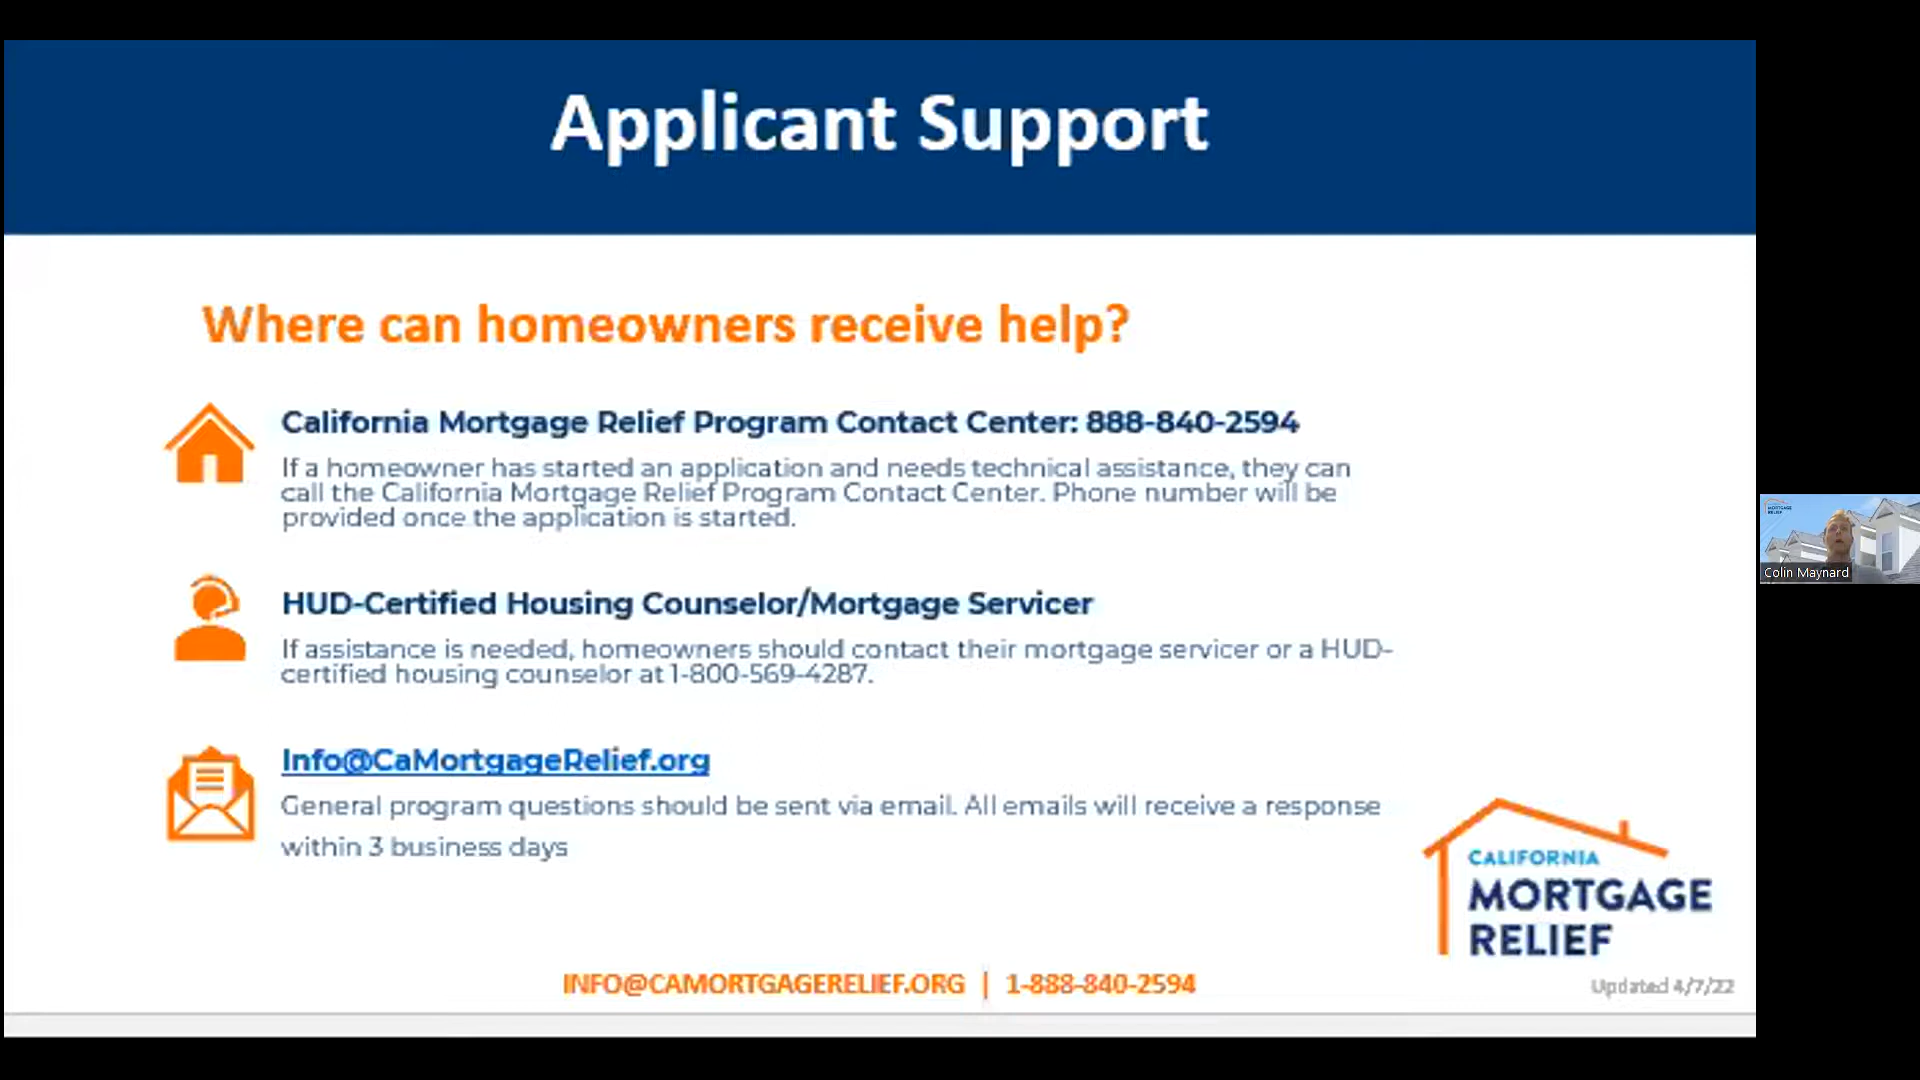 Applicant Support
Where can homeowners receive help?
California Mortgage Relief Program Contact Center: 888-840-2594
If a homeowner has started an application and needs technical assistance, they can
call the California Mortgage Relief Program Contact Center. Phone number will be
provided once the application is started.
HUD-Certified Housing Counselor/Mortgage Servicer
If assistance is needed, homeowners should contact their mortgage servicer or a HUD-
certified housing counselor at 1-800-569-4287.
Info@CaMortgageRelief.org
General program questions should be sent via email. All emails will receive a response
within 3 business days
CALIFORNIA
MORTGAGE
RELIEF
INFO@CAMORTGAGERELIEF.ORG | 1-888-840-2594
Updated 4/7/22
MORTGAGE
RELIEF
Colin Maynard